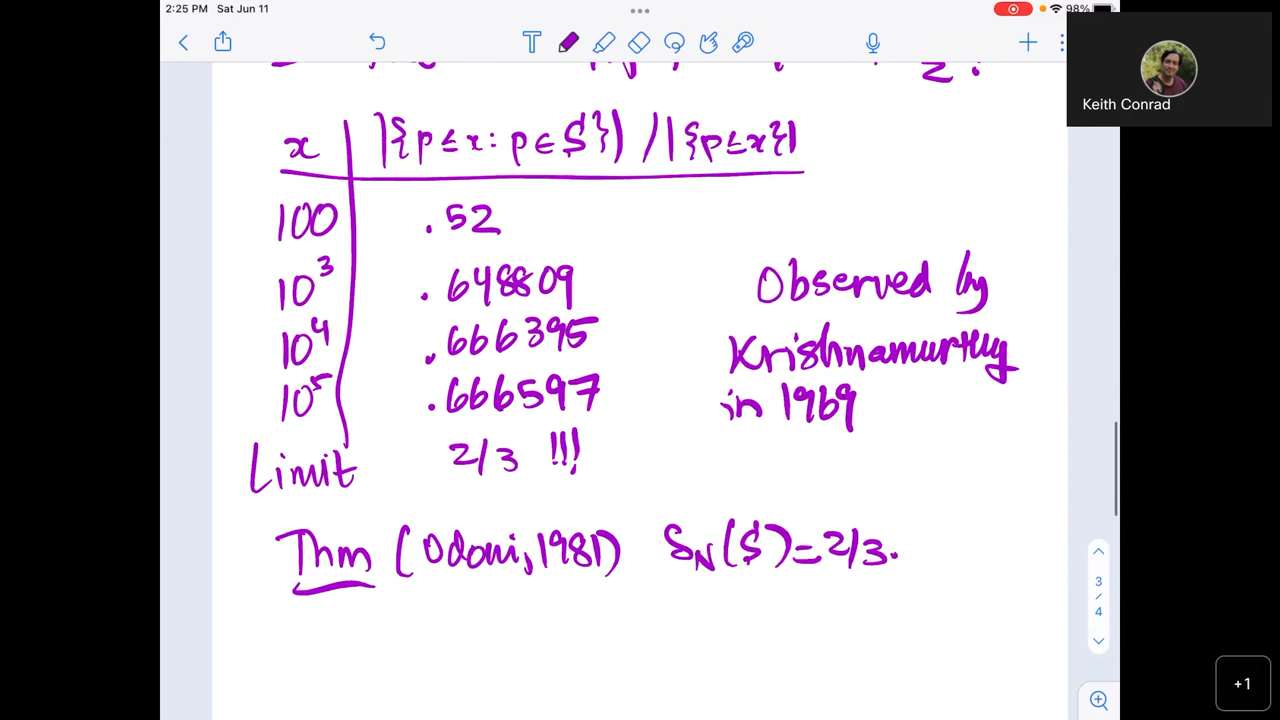 2:25 PM Sat Jun 11
98%
Keith Conrad
x |{p ≤ x : p ∈ $}| / |{p ≤ x}|
100 .52
10^3 .648809
10^4 .666395
10^5 .666597
Limit 2/3 !!!
Observed by
Krishnamurthy
in 1969
Thm (Odoni, 1981) δ_N($) = 2/3.
3
/
4
+1